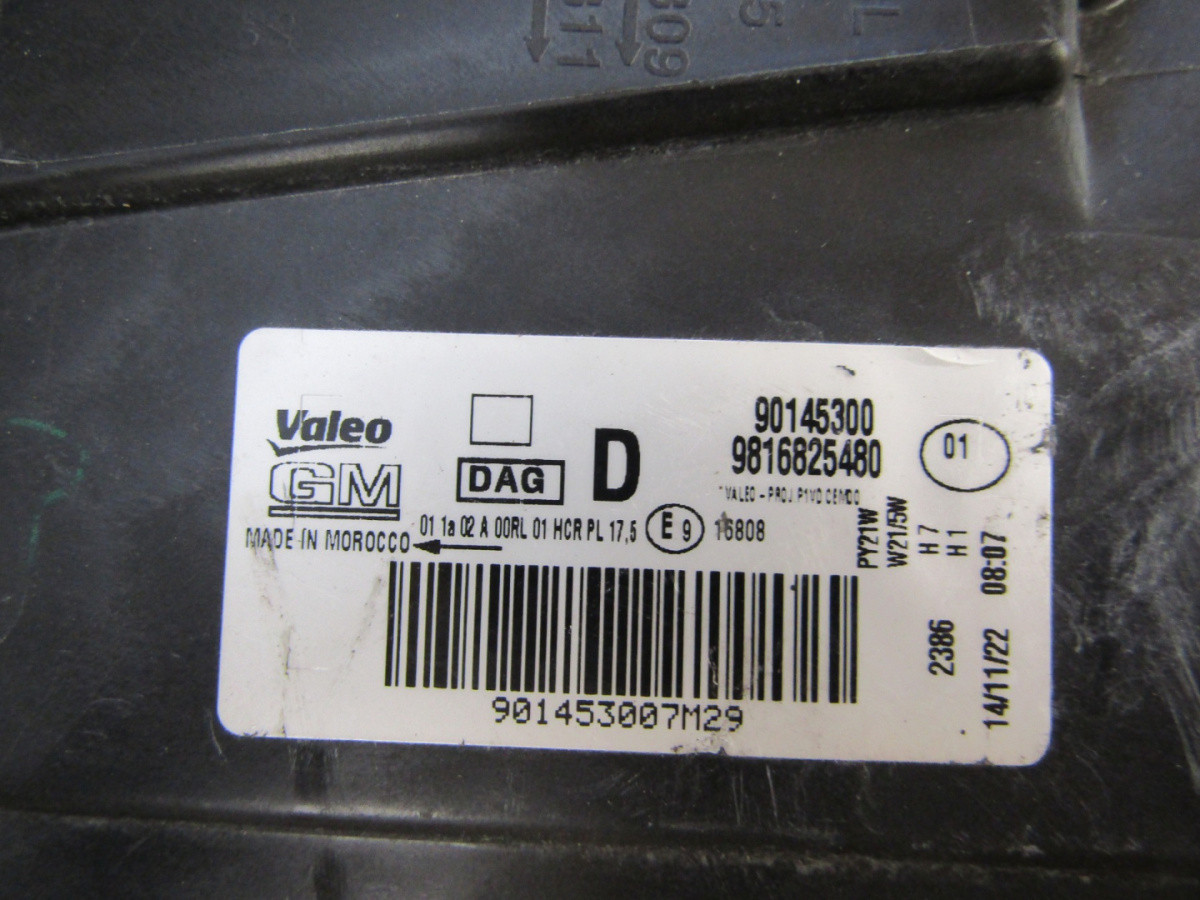 L
5
309
311
Valeo
GM
DAG
D
90145300
9816825480
01
01 1a 02 A 00RL 01 HCR PL 17,5
E 9
16808
MADE IN MOROCCO
PY21W
W21/5W
H7
H1
2386
14/11/22 08:07
901453007M29